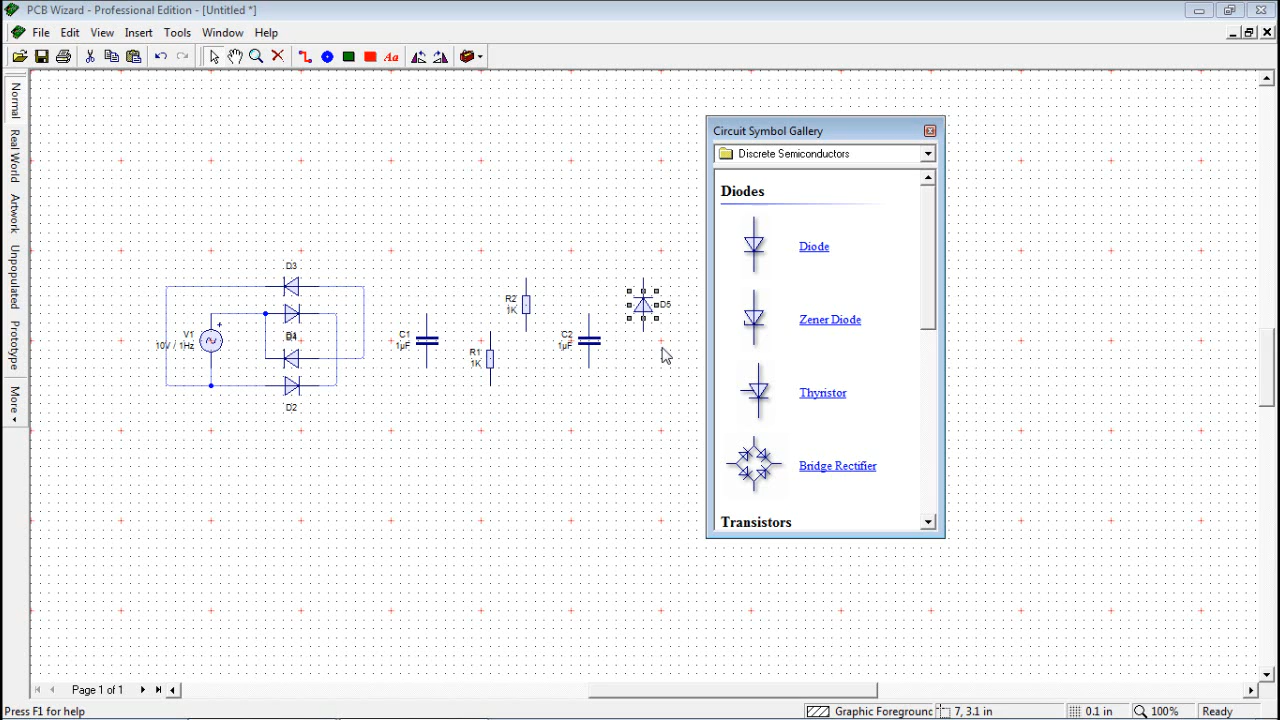 PCB Wizard - Professional Edition - [Untitled *]
File Edit View Insert Tools Window Help
Aa
Normal
Real World
Artwork
Unpopulated
Prototype
More
Circuit Symbol Gallery
Discrete Semiconductors
Diodes
Diode
Zener Diode
Thyristor
Bridge Rectifier
Transistors
D3
V1
10V / 1Hz
+
D2
C1
1µF
R1
1K
R2
1K
C2
1µF
D5
Page 1 of 1
Press F1 for help
Graphic Foreground
7, 3.1 in
0.1 in
100%
Ready